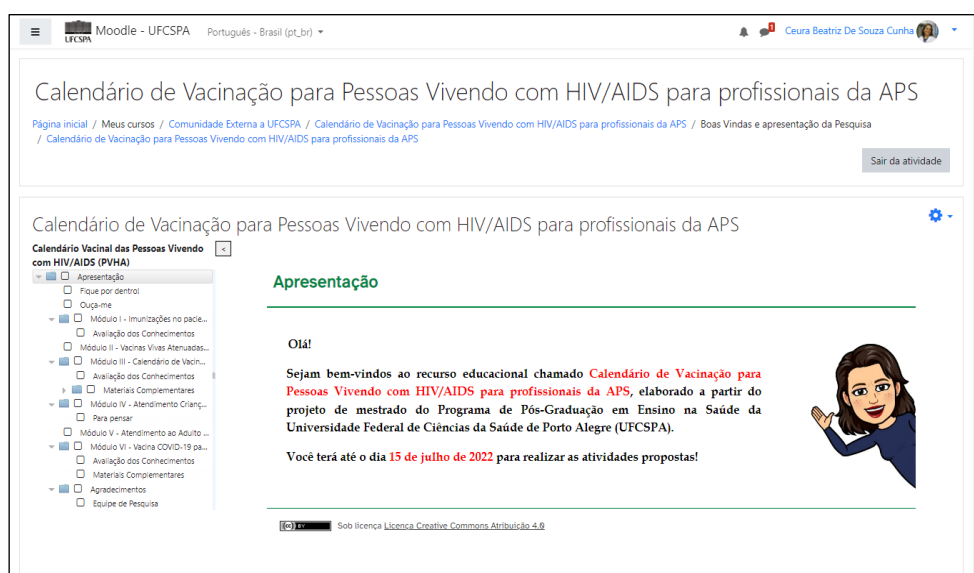 Moodle - UFCSPA Português - Brasil (pt_br)
UFCSPA
Ceura Beatriz De Souza Cunha
Calendário de Vacinação para Pessoas Vivendo com HIV/AIDS para profissionais da APS
Página inicial / Meus cursos / Comunidade Externa a UFCSPA / Calendário de Vacinação para Pessoas Vivendo com HIV/AIDS para profissionais da APS / Boas Vindas e apresentação da Pesquisa
/ Calendário de Vacinação para Pessoas Vivendo com HIV/AIDS para profissionais da APS
Sair da atividade
Calendário de Vacinação para Pessoas Vivendo com HIV/AIDS para profissionais da APS
Calendário Vacinal das Pessoas Vivendo
com HIV/AIDS (PVHA)
<
Apresentação
Fique por dentro!
Ouça-me
Módulo I - Imunizações no pacie...
Avaliação dos Conhecimentos
Módulo II - Vacinas Vivas Atenuadas...
Módulo III - Calendário de Vacin...
Avaliação dos Conhecimentos
Materiais Complementares
Módulo IV - Atendimento Crianç...
Para pensar
Módulo V - Atendimento ao Adulto ...
Módulo VI - Vacina COVID-19 pa...
Avaliação dos Conhecimentos
Materiais Complementares
Agradecimentos
Equipe de Pesquisa
Apresentação
Olá!
Sejam bem-vindos ao recurso educacional chamado Calendário de Vacinação para
Pessoas Vivendo com HIV/AIDS para profissionais da APS, elaborado a partir do
projeto de mestrado do Programa de Pós-Graduação em Ensino na Saúde da
Universidade Federal de Ciências da Saúde de Porto Alegre (UFCSPA).
Você terá até o dia 15 de julho de 2022 para realizar as atividades propostas!
(cc) BY Sob licença Licença Creative Commons Atribuição 4.0